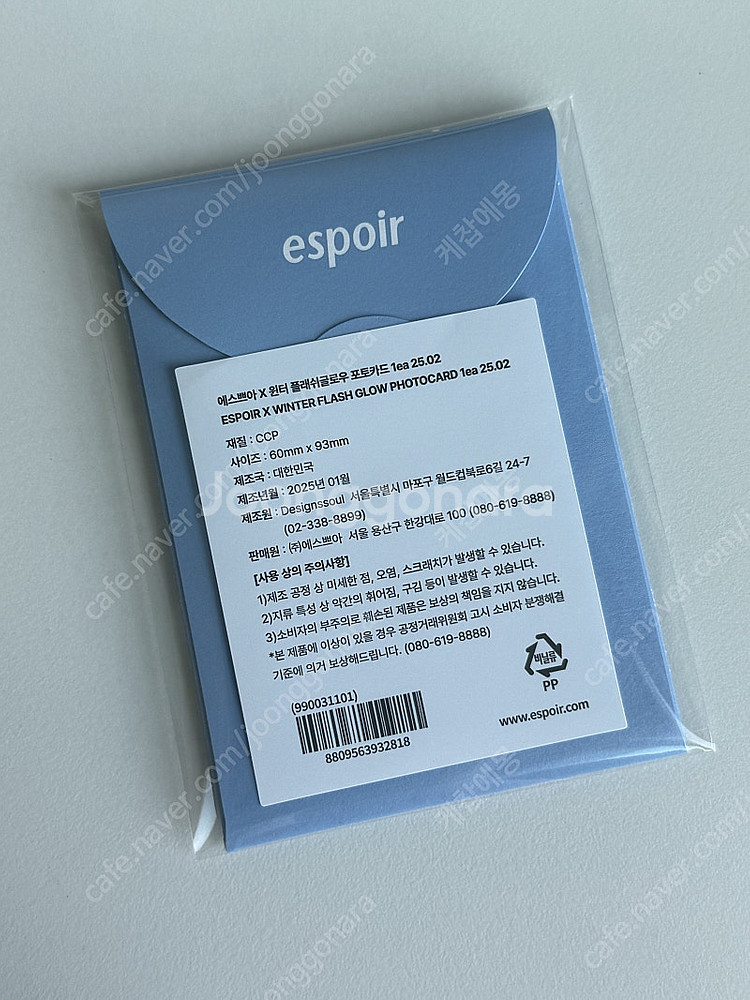 espoir
에스쁘아 X 윈터 플래쉬글로우 포토카드 1ea 25.02
ESPOIR X WINTER FLASH GLOW PHOTOCARD 1ea 25.02
재질 : CCP
사이즈 : 60mm x 93mm
제조국 : 대한민국
제조년월 : 2025년 01월
제조원 : Designssoul 서울특별시 마포구 월드컵북로6길 24-7
(02-338-8899)
판매원 : ㈜에스쁘아 서울 용산구 한강대로 100 (080-619-8888)
[사용 상의 주의사항]
1)제조 공정 상 미세한 점, 오염, 스크래치가 발생할 수 있습니다.
2)지류 특성 상 약간의 휘어짐, 구김 등이 발생할 수 있습니다.
3)소비자의 부주의로 훼손된 제품은 보상의 책임을 지지 않습니다.
*본 제품에 이상이 있을 경우 공정거래위원회 고시 소비자 분쟁해결
기준에 의거 보상해드립니다. (080-619-8888)
비닐류
PP
(990031101)
8809563932818
www.espoir.com
Joonggonara
cafe.naver.com/joonggonara
케참에몽